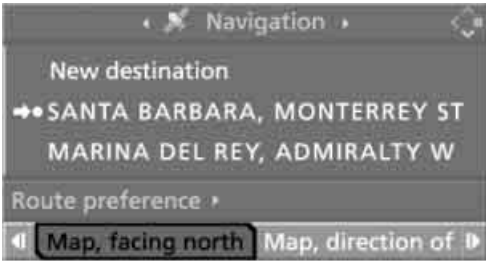 Navigation
New destination
SANTA BARBARA, MONTERREY ST
MARINA DEL REY, ADMIRALTY W
Route preference
Map, facing north Map, direction of